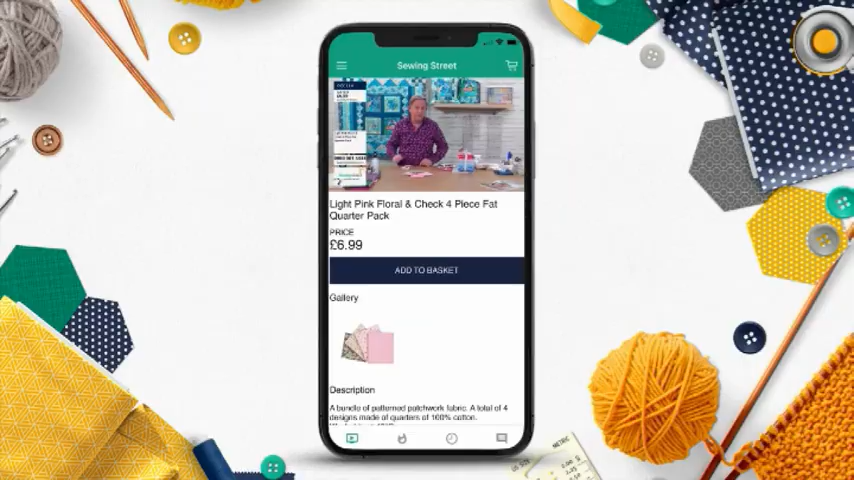 Sewing Street
Light Pink Floral & Check 4 Piece Fat
Quarter Pack
PRICE
£6.99
ADD TO BASKET
Gallery
Description
A bundle of patterned patchwork fabric. A total of 4
designs made of quarters of 100% cotton.
METRIC